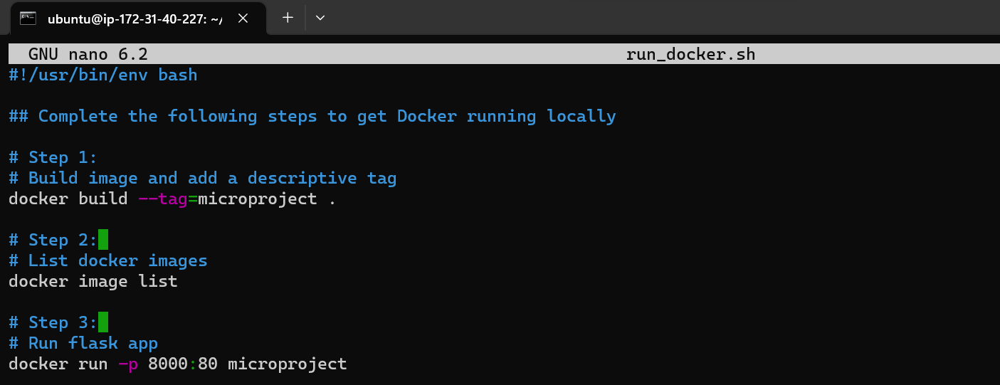 ubuntu@ip-172-31-40-227: ~/
GNU nano 6.2 run_docker.sh
#!/usr/bin/env bash
## Complete the following steps to get Docker running locally
# Step 1:
# Build image and add a descriptive tag
docker build --tag=microproject .
# Step 2:
# List docker images
docker image list
# Step 3:
# Run flask app
docker run -p 8000:80 microproject